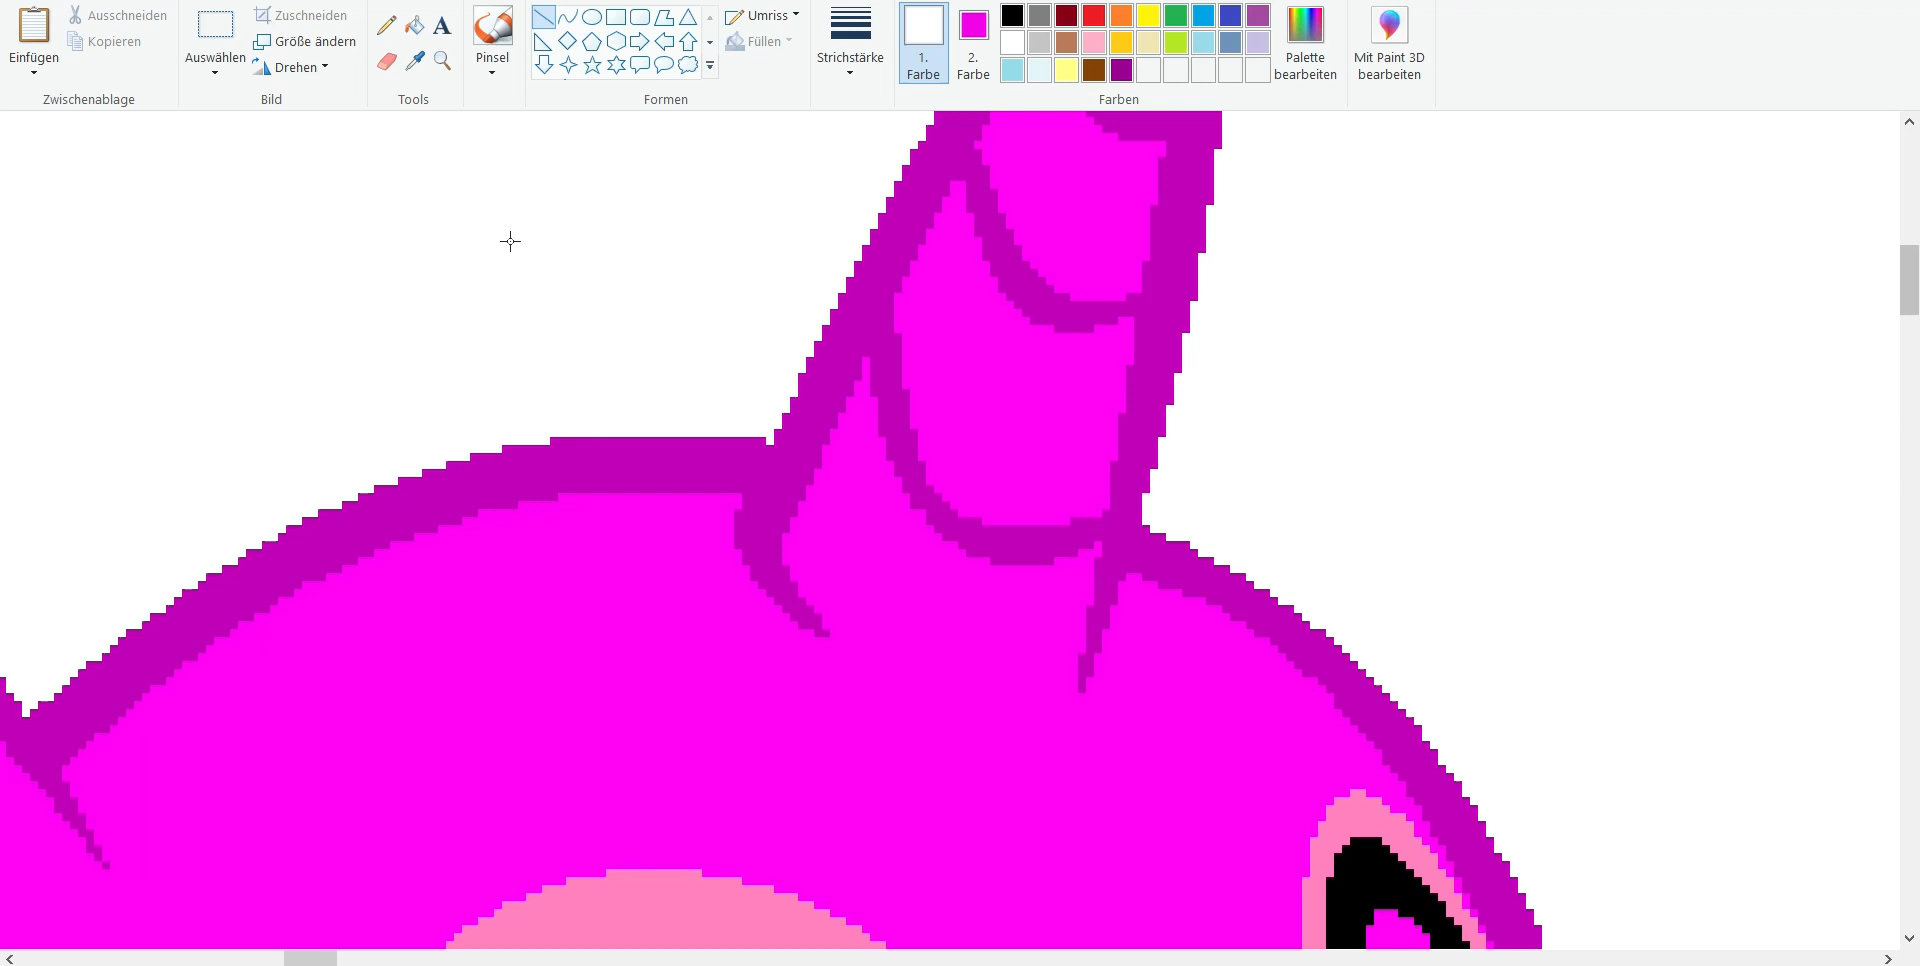 Einfügen
Ausschneiden
Kopieren
Zwischenablage
Auswählen
Zuschneiden
Größe ändern
Drehen
Bild
A
Tools
Pinsel
Formen
Umriss
Füllen
Strichstärke
1.
Farbe
2.
Farbe
Farben
Palette
bearbeiten
Mit Paint 3D
bearbeiten